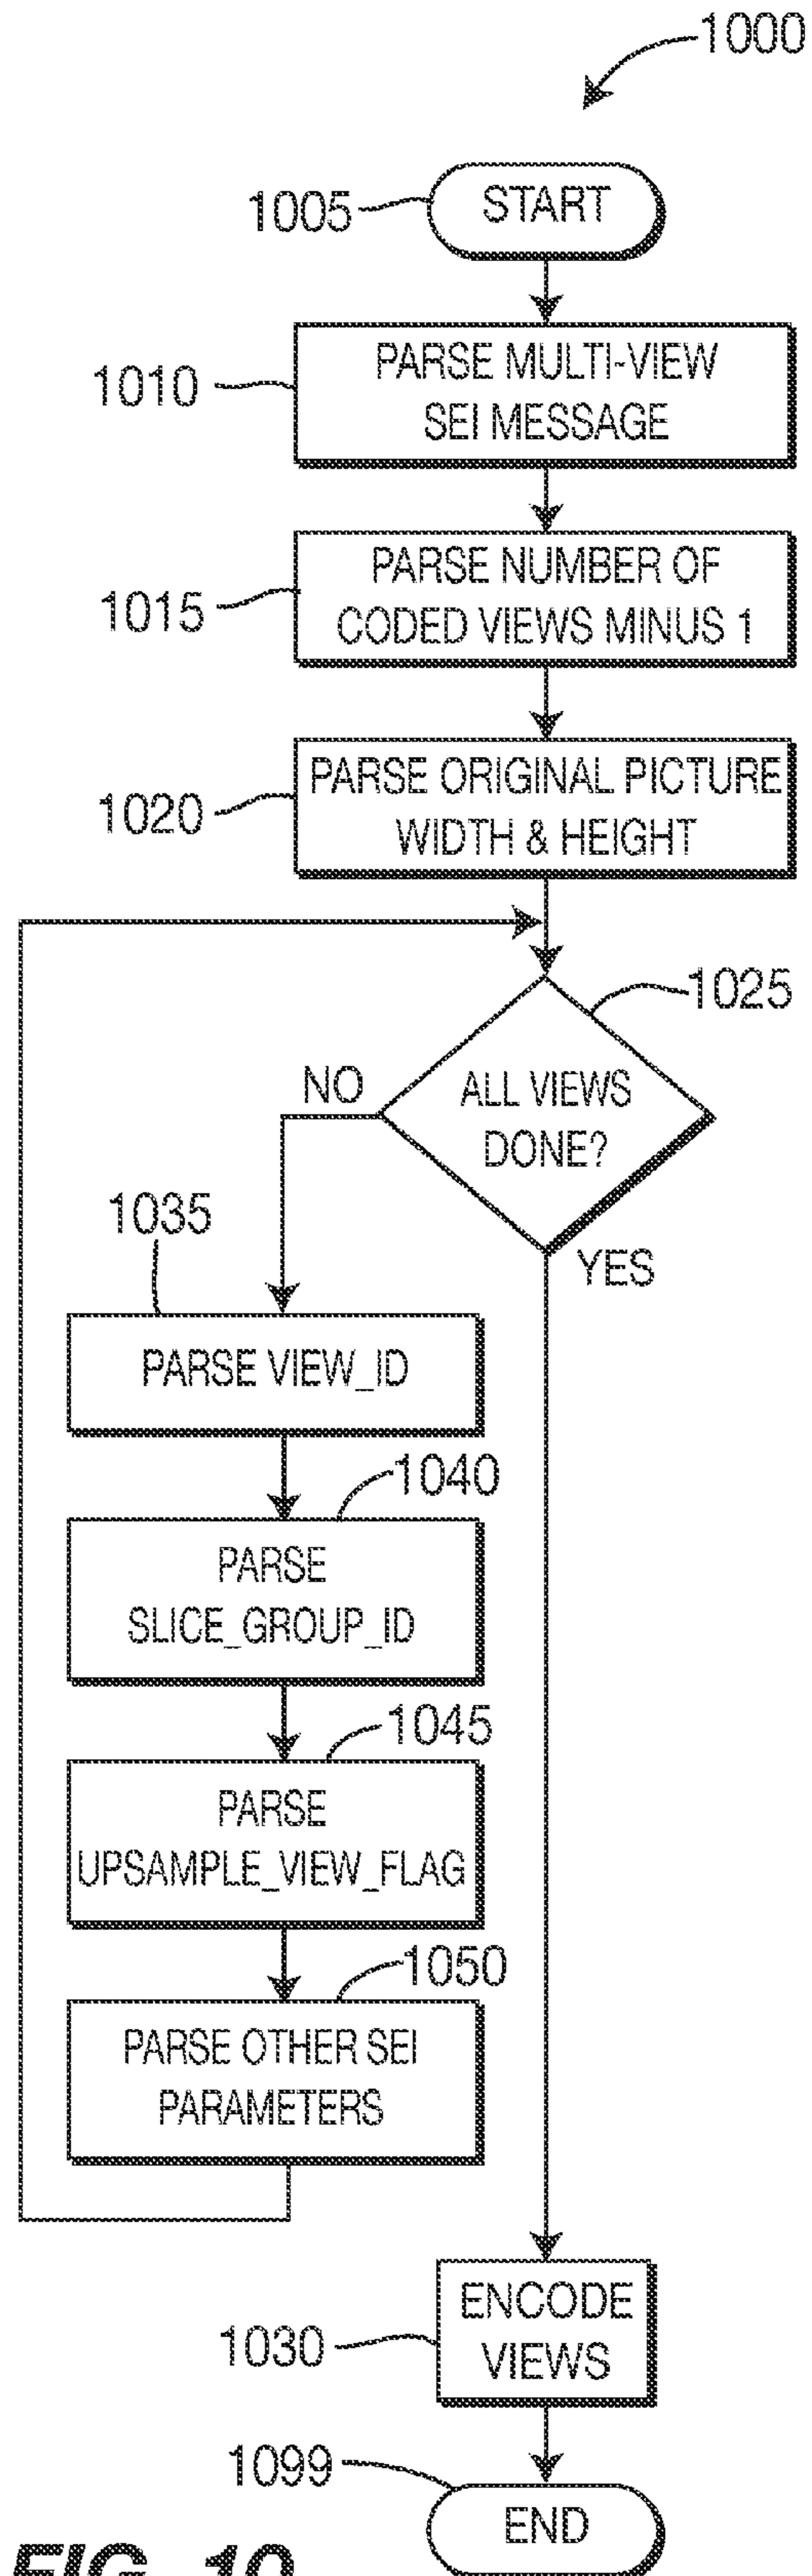 1000
1005
START
1010
PARSE MULTI-VIEW
SEI MESSAGE
1015
PARSE NUMBER OF
CODED VIEWS MINUS 1
1020
PARSE ORIGINAL PICTURE
WIDTH & HEIGHT
1025
NO
ALL VIEWS
DONE?
YES
1035
PARSE VIEW_ID
1040
PARSE
SLICE_GROUP_ID
1045
PARSE
UPSAMPLE_VIEW_FLAG
1050
PARSE OTHER SEI
PARAMETERS
1030
ENCODE
VIEWS
1099
END
FIG. 10